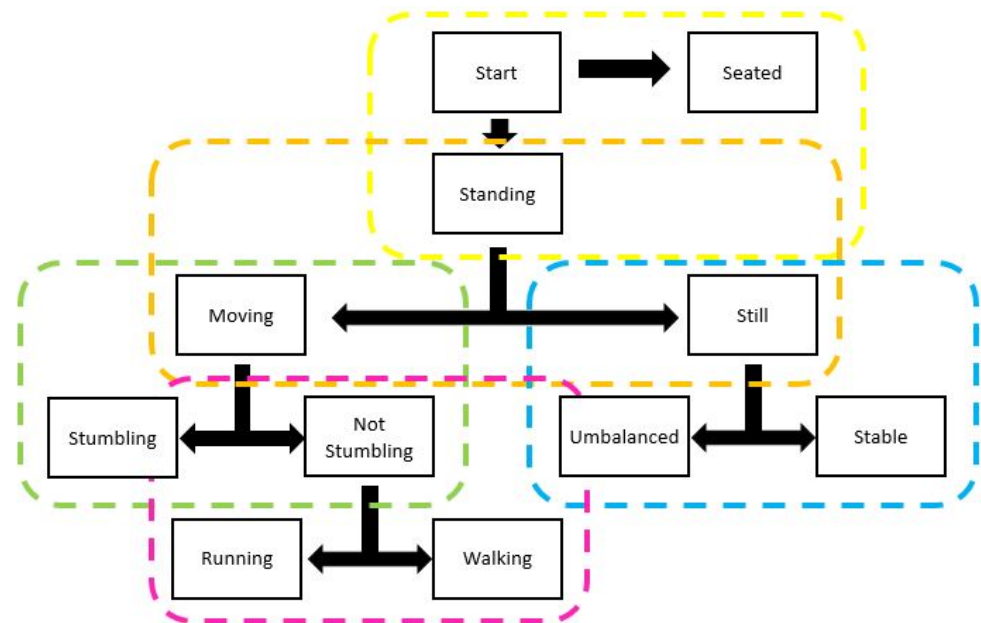 Start
Seated
Standing
Moving
Still
Stumbling
Not
Stumbling
Umbalanced
Stable
Running
Walking